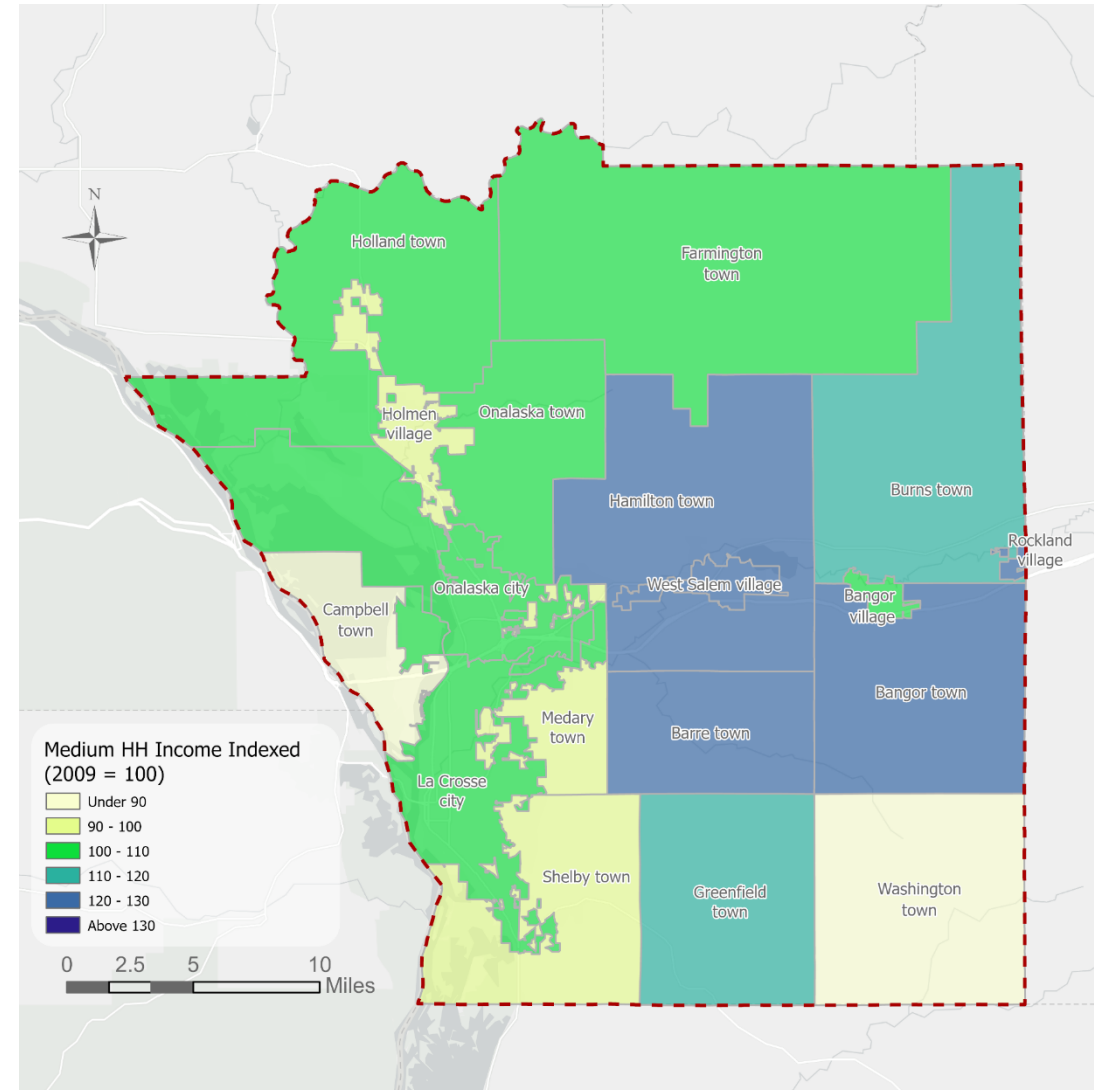 N
Holland town
Farmington
town
Holmen
village
Onalaska town
Burns town
Hamilton town
Rockland
village
West Salem village
Onalaska city
Bangor
village
Campbell
town
Bangor town
Medary
town
Barre town
La Crosse
city
Shelby town
Greenfield
town
Washington
town
Medium HH Income Indexed
(2009 = 100)
Under 90
90 - 100
100 - 110
110 - 120
120 - 130
Above 130
0 2.5 5 10
Miles